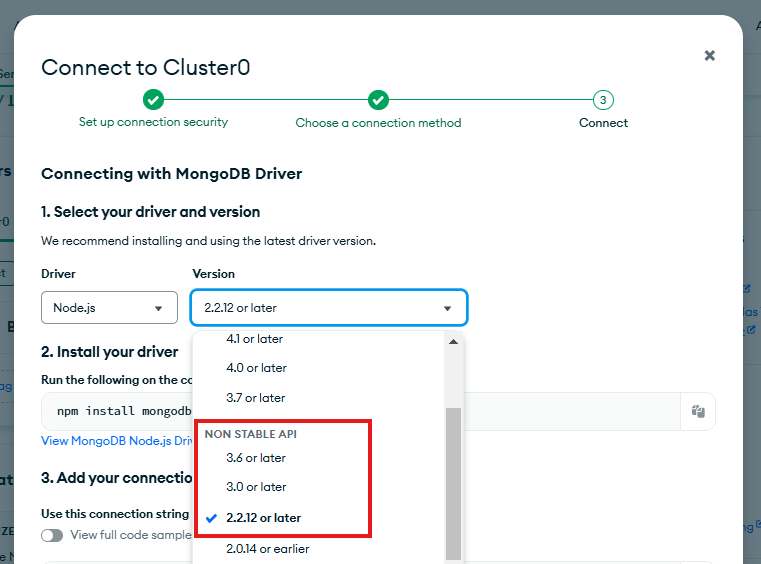 Connect to Cluster0
Set up connection security
Choose a connection method
3
Connect
Connecting with MongoDB Driver
1. Select your driver and version
We recommend installing and using the latest driver version.
Driver
Version
Node.js
2.2.12 or later
4.1 or later
4.0 or later
3.7 or later
NON STABLE API
3.6 or later
3.0 or later
2.2.12 or later
2.0.14 or earlier
2. Install your driver
Run the following on the co
npm install mongodb
View MongoDB Node.js Driv
3. Add your connectio
Use this connection string
View full code sample